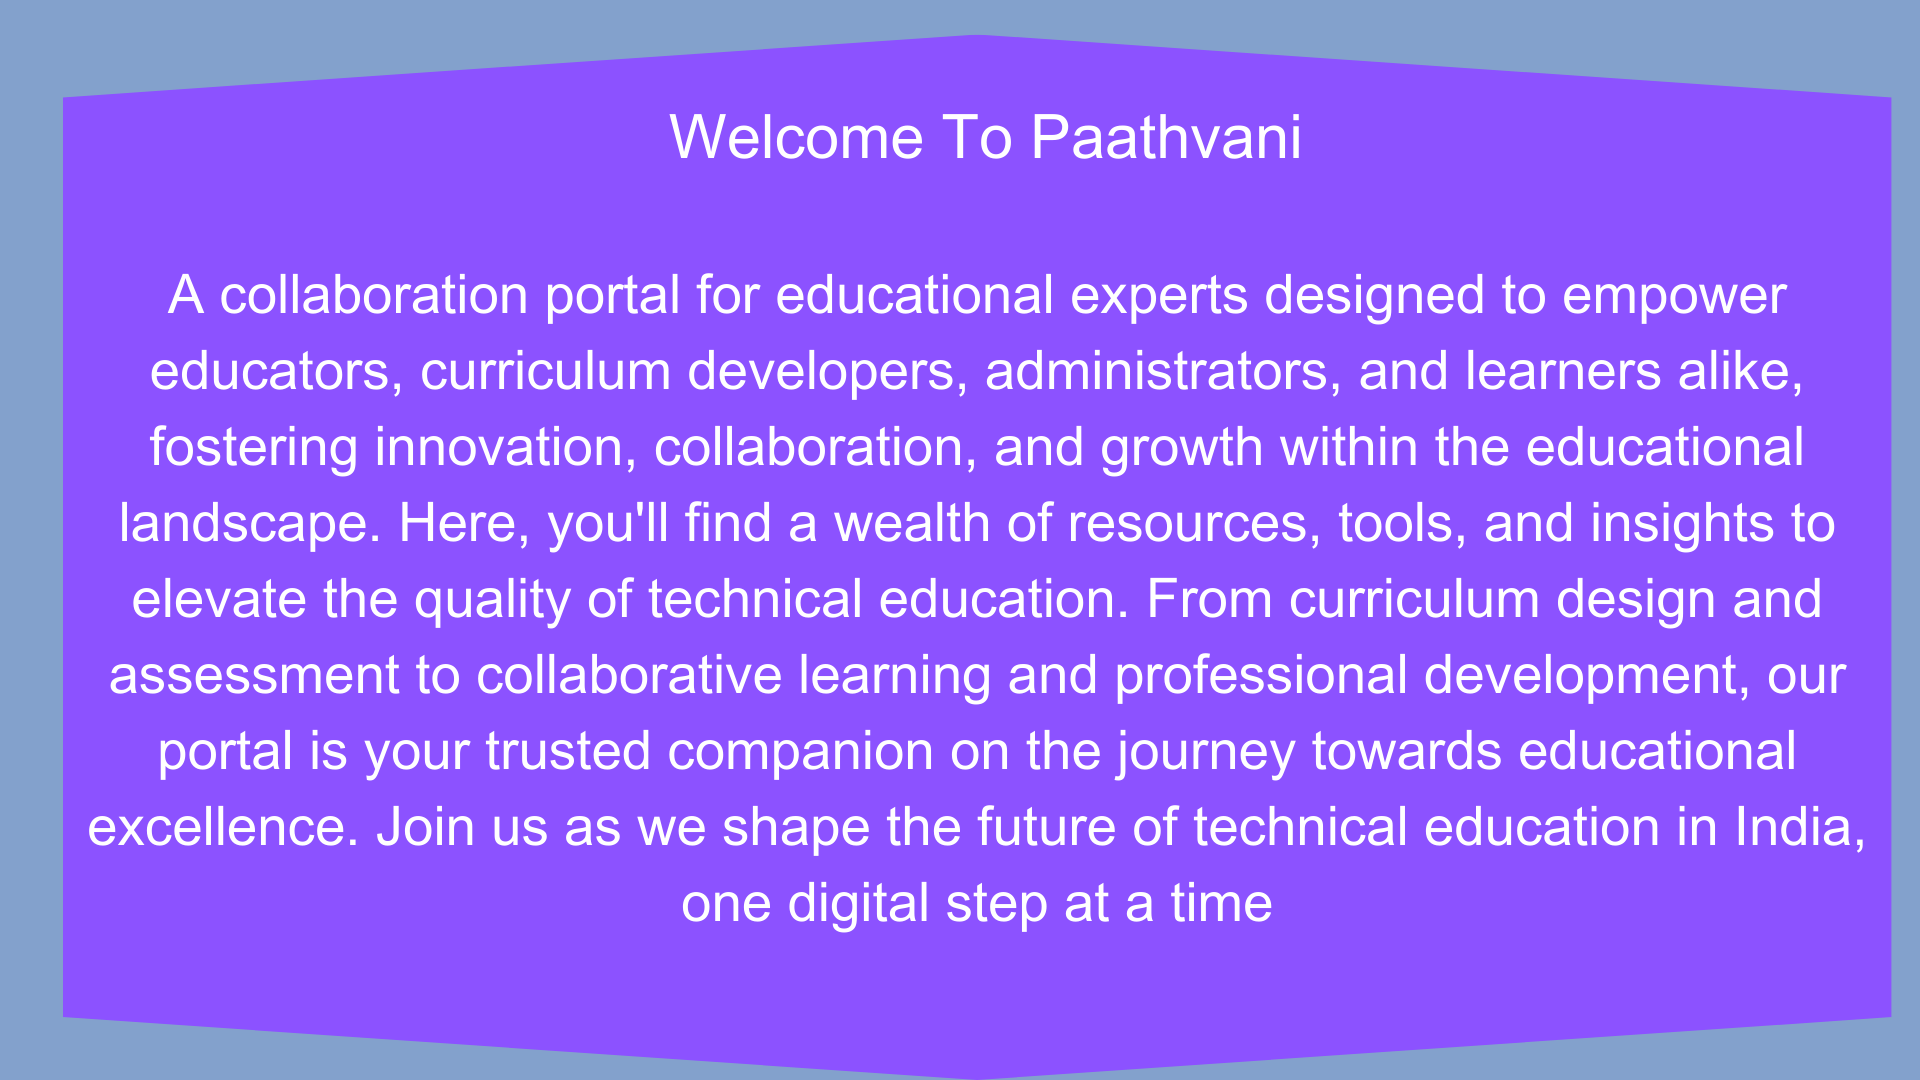 Welcome To Paathvani
A collaboration portal for educational experts designed to empower
educators, curriculum developers, administrators, and learners alike,
fostering innovation, collaboration, and growth within the educational
landscape. Here, you'll find a wealth of resources, tools, and insights to
elevate the quality of technical education. From curriculum design and
assessment to collaborative learning and professional development, our
portal is your trusted companion on the journey towards educational
excellence. Join us as we shape the future of technical education in India,
one digital step at a time